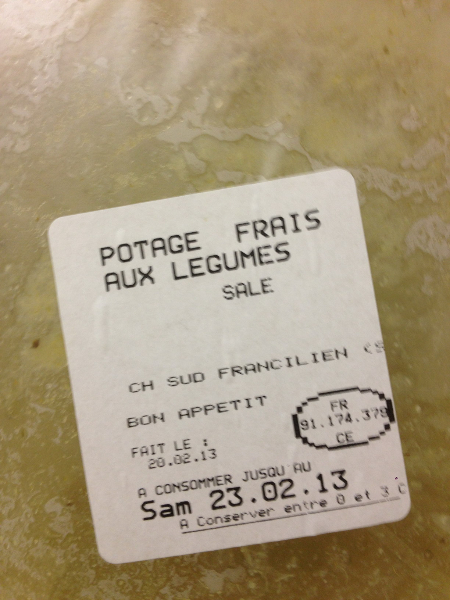 POTAGE FRAIS
AUX LEGUMES
SALE
CH SUD FRANCILIEN
BON APPETIT
FR
91.174.379
CE
FAIT LE :
20.02.13
A CONSOMMER JUSQU'AU
Sam 23.02.13
A Conserver entre 0 et 3 C